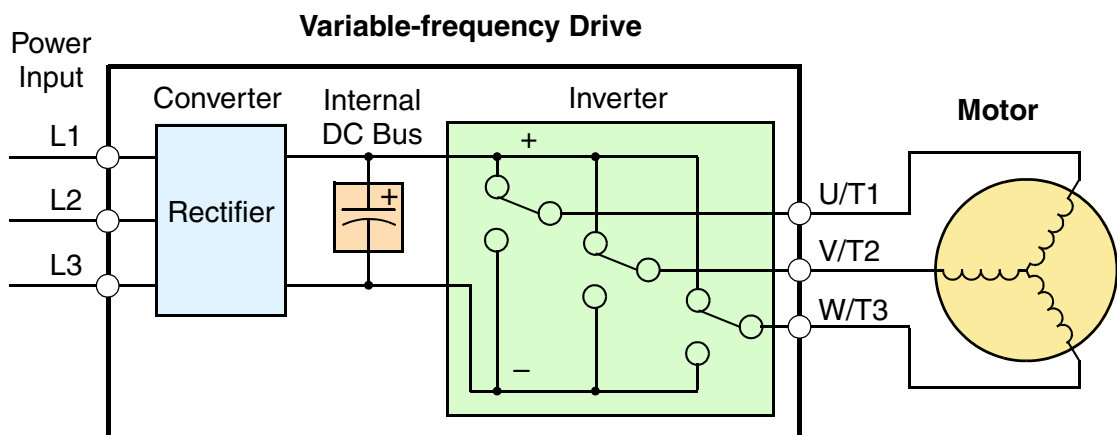 Variable-frequency Drive
Power
Input
Converter
Internal
DC Bus
Inverter
Motor
L1
L2
L3
Rectifier
+
+
–
U/T1
V/T2
W/T3